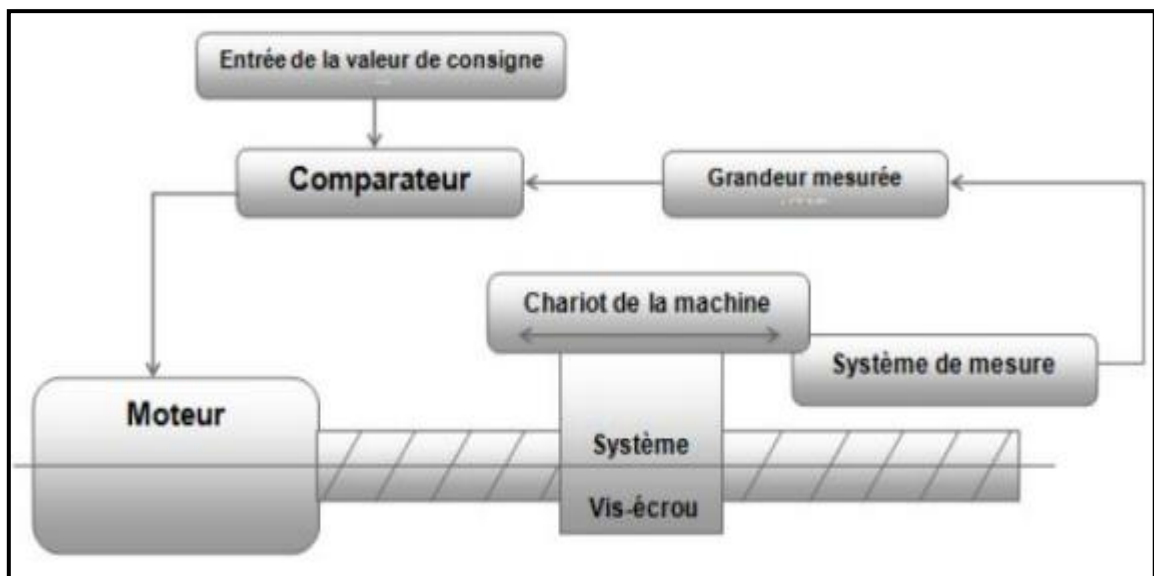 Entrée de la valeur de consigne
Comparateur
Grandeur mesurée
Chariot de la machine
Système de mesure
Moteur
Système
Vis-écrou